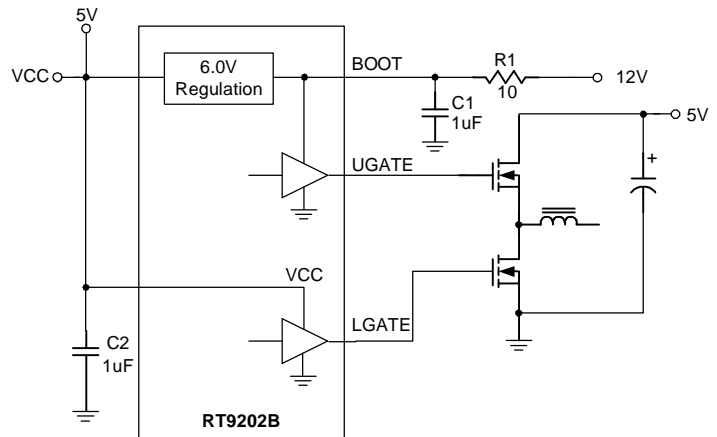 5V
VCC
6.0V
Regulation
BOOT
R1
10
12V
C1
1uF
5V
+
UGATE
VCC
LGATE
C2
1uF
RT9202B